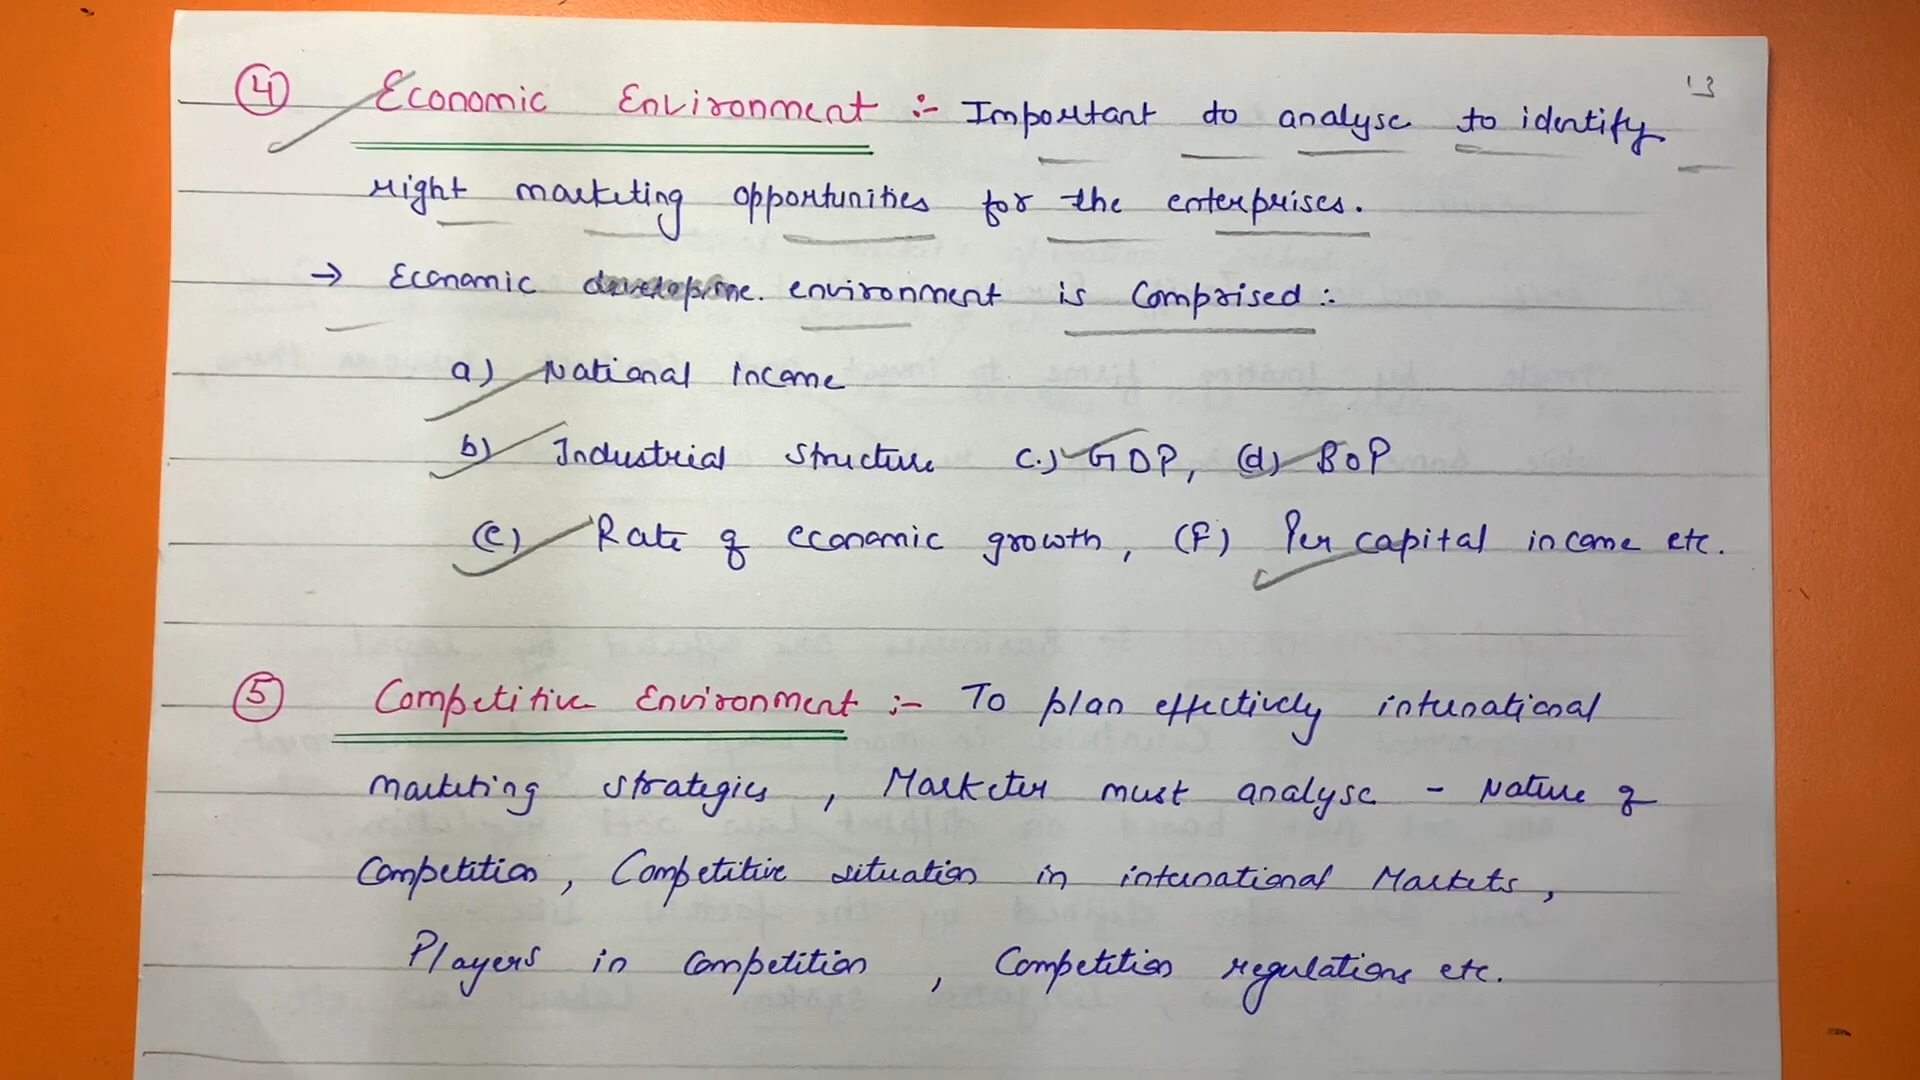 13
④ Economic Environment :- Important to analyse to identify
right marketing opportunities for the enterprises.
→ Economic environment is comprised :-
a) National Income
b) Industrial structure c.) GDP, (d) BOP
(e) Rate of economic growth, (f) Per capital income etc.
⑤ Competitive Environment :- To plan effectively international
marketing strategies, Marketer must analyse - Nature of
Competition, Competitive situation in international Markets,
Players in competition, Competition regulations etc.